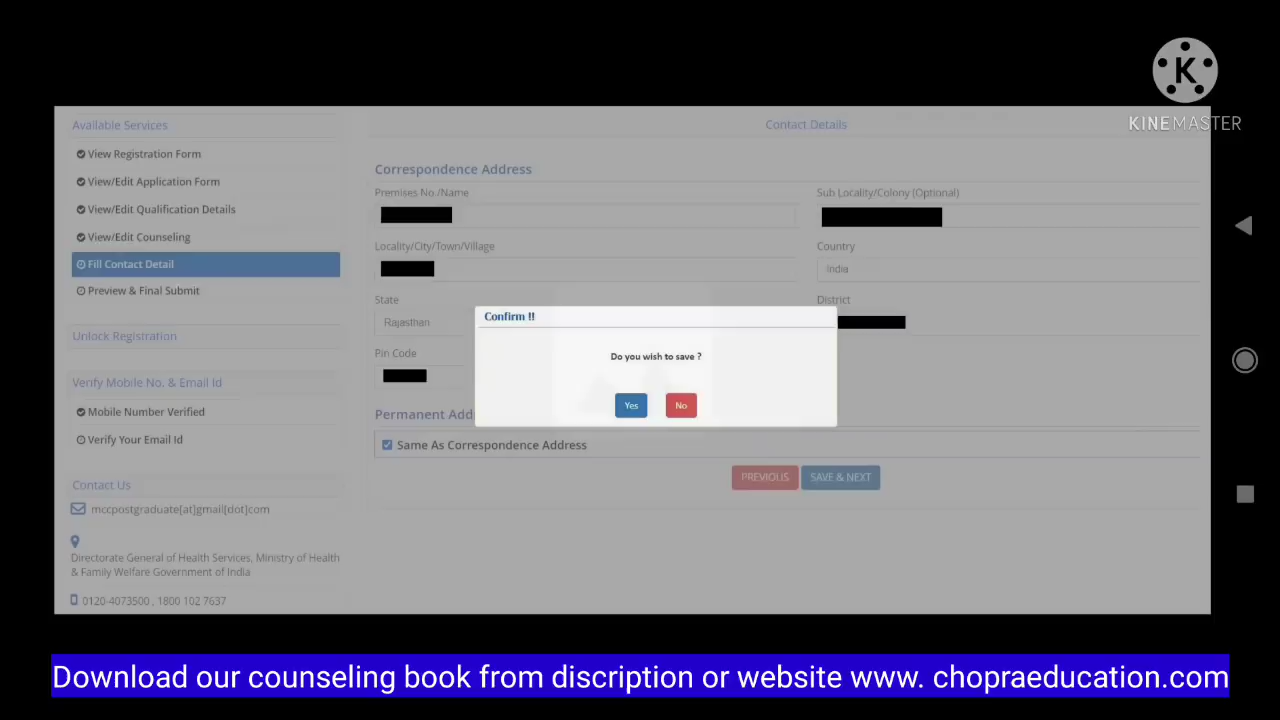 KINEMASTER
Available Services
View Registration Form
View/Edit Application Form
View/Edit Qualification Details
View/Edit Counseling
Fill Contact Detail
Preview & Final Submit
Unlock Registration
Verify Mobile No. & Email Id
Mobile Number Verified
Verify Your Email Id
Contact Us
mccpostgraduate[at]gmail[dot]com
Directorate General of Health Services, Ministry of Health
& Family Welfare Government of India
0120-4073500 , 1800 102 7637
Contact Details
Correspondence Address
Premises No./Name
Sub Locality/Colony (Optional)
Locality/City/Town/Village
Country
India
State
District
Rajasthan
Pin Code
Confirm !!
Do you wish to save ?
Yes No
Permanent Add
Same As Correspondence Address
PREVIOUS SAVE & NEXT
Download our counseling book from discription or website www. chopraeducation.com